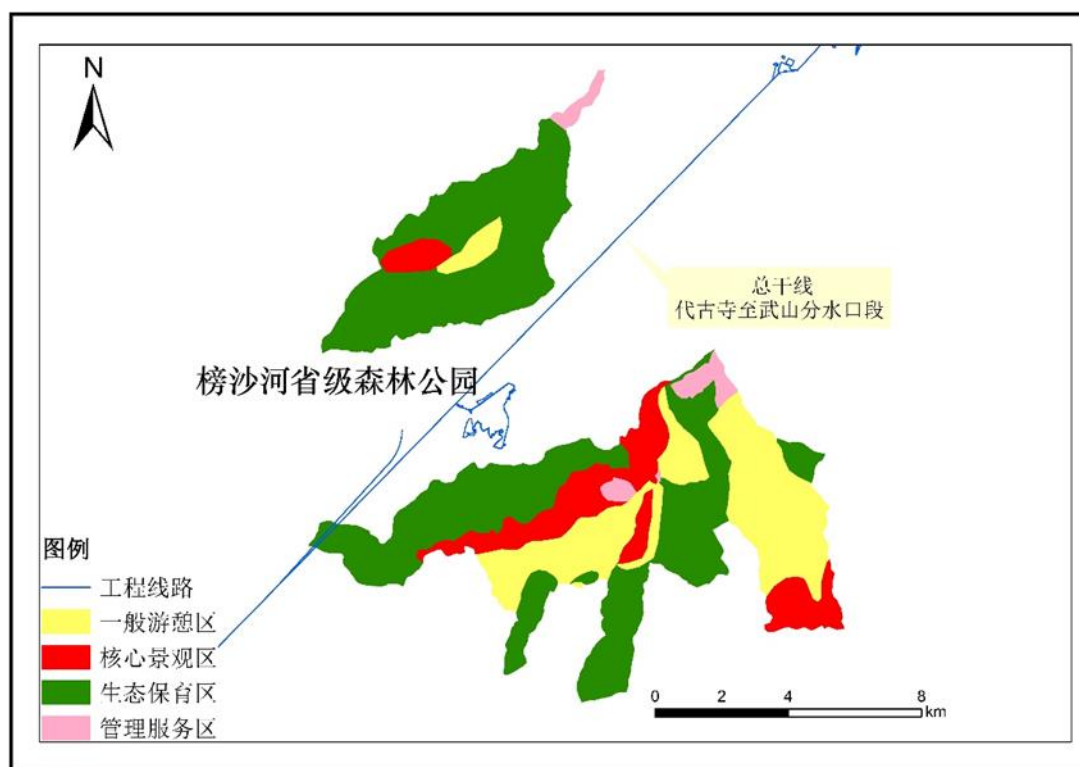 N
总干线
代古寺至武山分水口段
榜沙河省级森林公园
图例
工程线路
一般游憩区
核心景观区
生态保育区
管理服务区
0 2 4 8
km